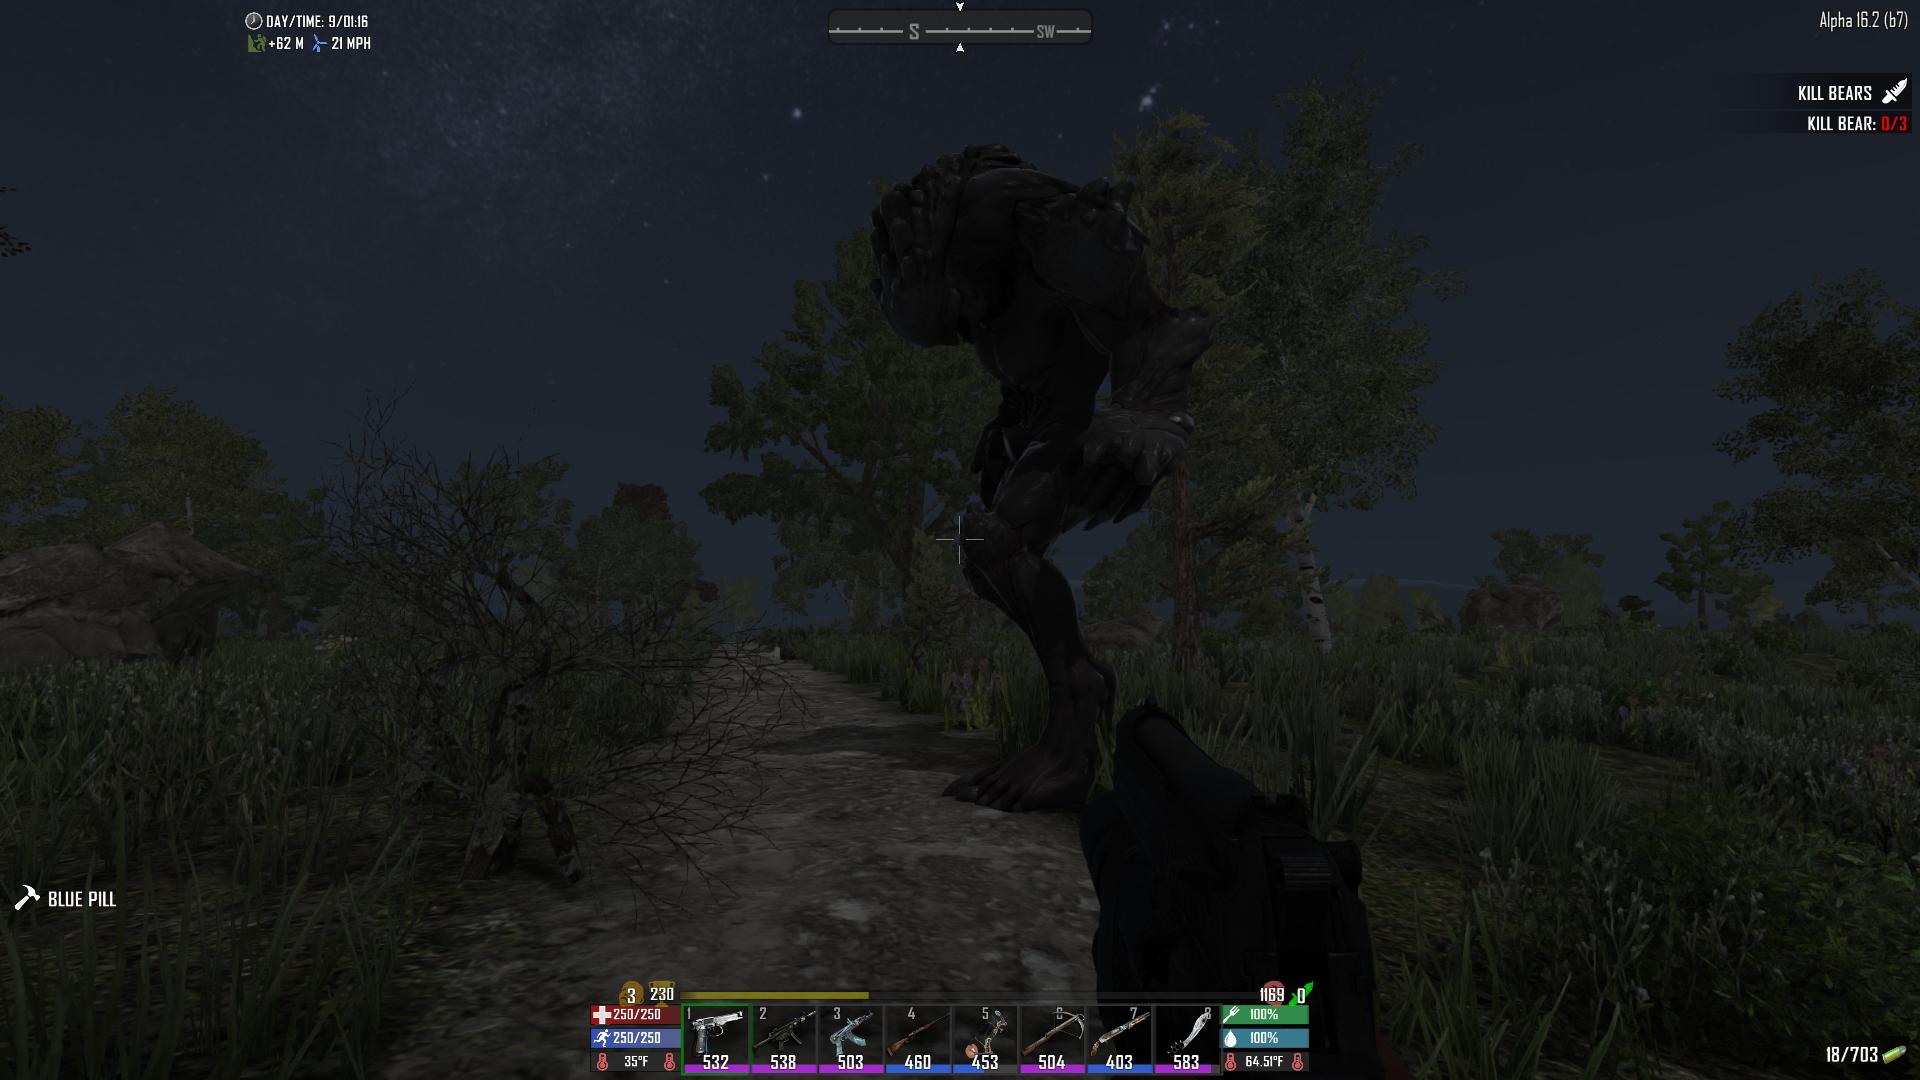 DAY/TIME: 9/01:16
+62 M 21 MPH
S SW
Alpha 16.2 (b7)
KILL BEARS
KILL BEAR: 0/3
BLUE PILL
3 230 1169 0
250/250 1 2 3 4 5 6 7 8 100%
250/250 100%
35°F 532 538 503 460 453 504 403 583 64.51°F
18/703